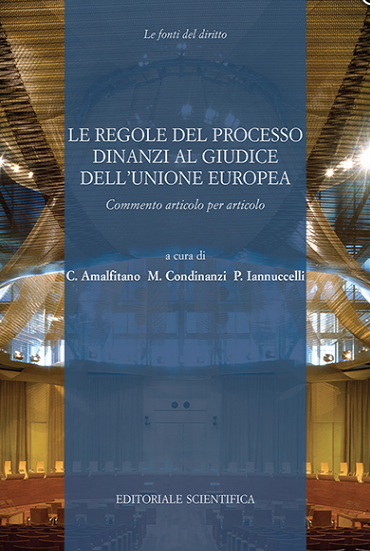 Le fonti del diritto
LE REGOLE DEL PROCESSO
DINANZI AL GIUDICE
DELL'UNIONE EUROPEA
Commento articolo per articolo
a cura di
C. Amalfitano M. Condinanzi P. Iannuccelli
EDITORIALE SCIENTIFICA